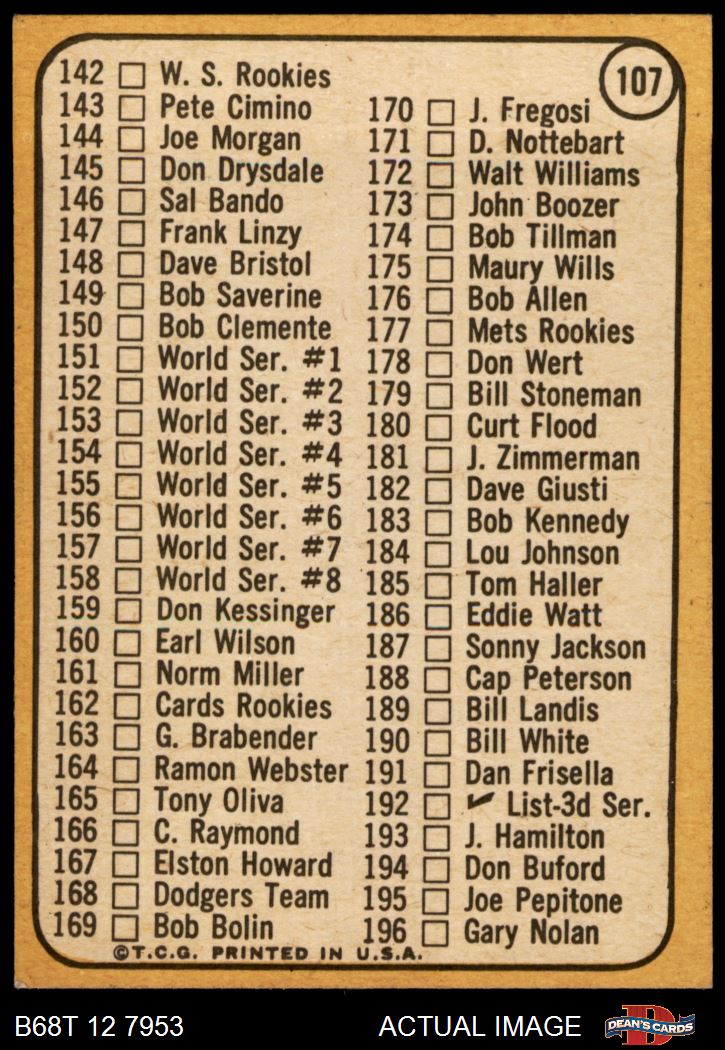 107
142 W. S. Rookies
143 Pete Cimino
144 Joe Morgan
145 Don Drysdale
146 Sal Bando
147 Frank Linzy
148 Dave Bristol
149 Bob Saverine
150 Bob Clemente
151 World Ser. #1
152 World Ser. #2
153 World Ser. #3
154 World Ser. #4
155 World Ser. #5
156 World Ser. #6
157 World Ser. #7
158 World Ser. #8
159 Don Kessinger
160 Earl Wilson
161 Norm Miller
162 Cards Rookies
163 G. Brabender
164 Ramon Webster
165 Tony Oliva
166 C. Raymond
167 Elston Howard
168 Dodgers Team
169 Bob Bolin
170 J. Fregosi
171 D. Nottebart
172 Walt Williams
173 John Boozer
174 Bob Tillman
175 Maury Wills
176 Bob Allen
177 Mets Rookies
178 Don Wert
179 Bill Stoneman
180 Curt Flood
181 J. Zimmerman
182 Dave Giusti
183 Bob Kennedy
184 Lou Johnson
185 Tom Haller
186 Eddie Watt
187 Sonny Jackson
188 Cap Peterson
189 Bill Landis
190 Bill White
191 Dan Frisella
192 ✔ List-3d Ser.
193 J. Hamilton
194 Don Buford
195 Joe Pepitone
196 Gary Nolan
©T.C.G. PRINTED IN U.S.A.
B68T 12 7953 ACTUAL IMAGE
D
DEAN'S CARDS